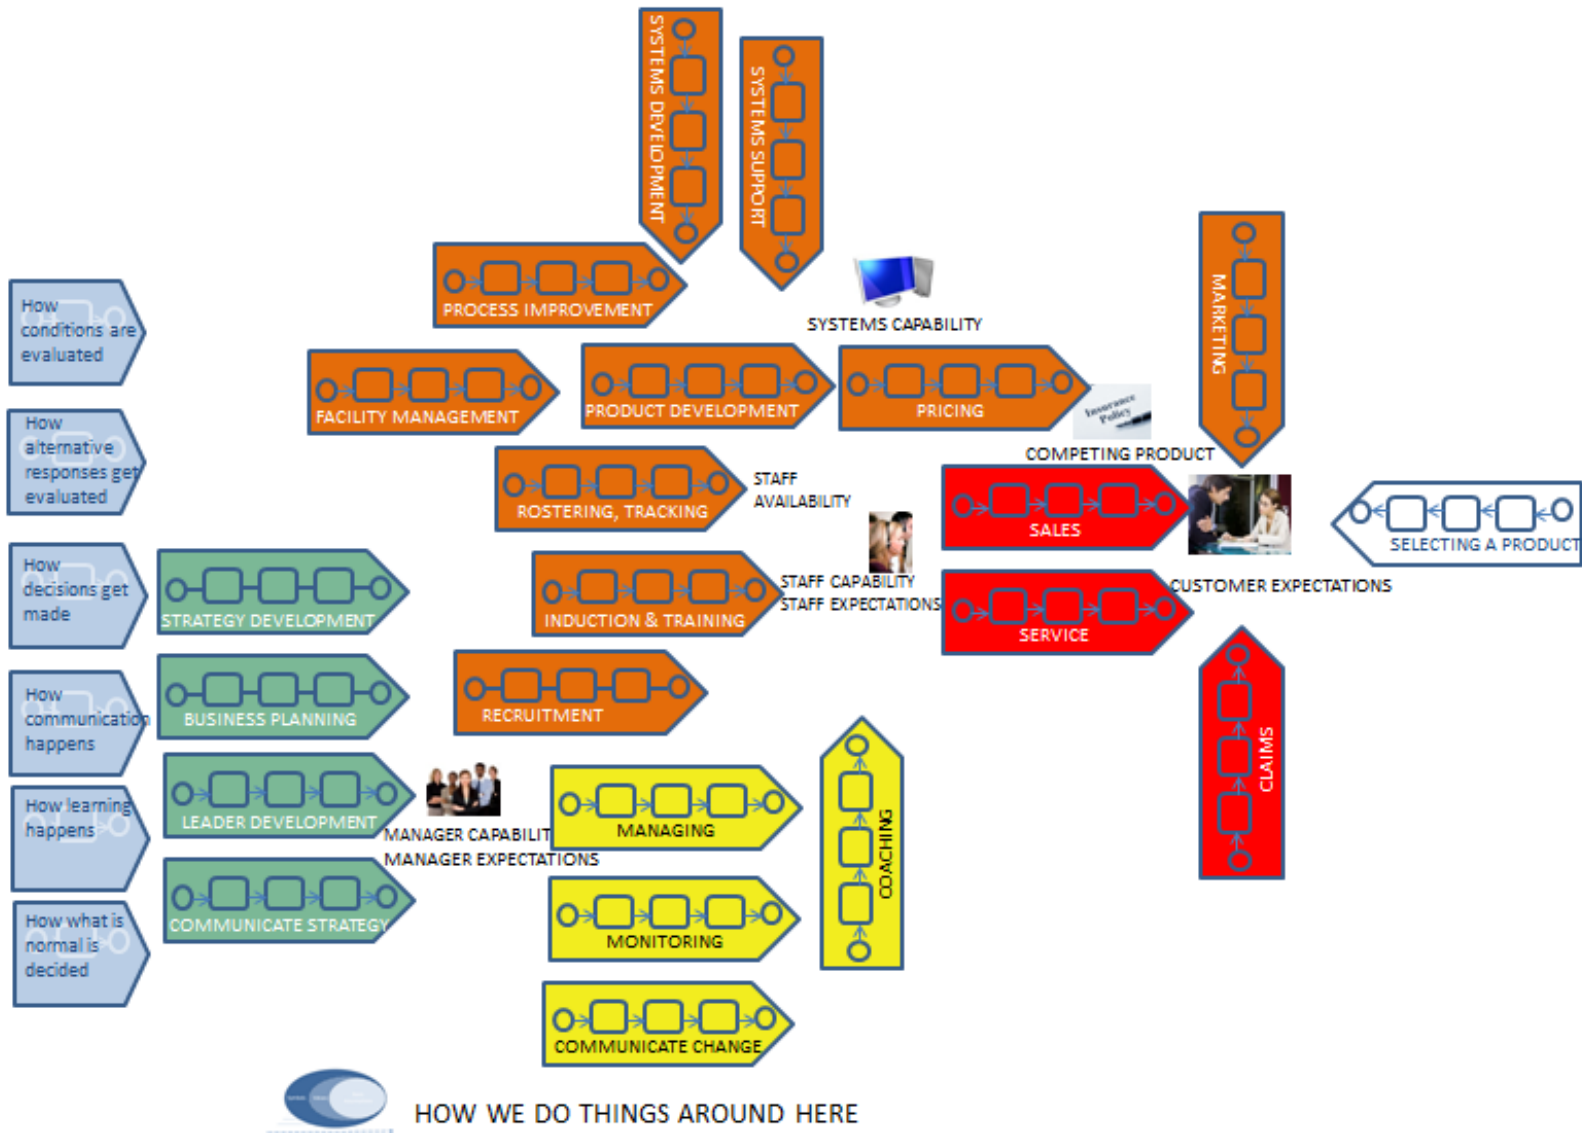 SYSTEMS DEVELOPMENT
SYSTEMS SUPPORT
MARKETING
PROCESS IMPROVEMENT
SYSTEMS CAPABILITY
How
conditions are
evaluated
FACILITY MANAGEMENT
PRODUCT DEVELOPMENT
PRICING
Insurance
Policy
COMPETING PRODUCT
How
alternative
responses get
evaluated
ROSTERING, TRACKING
STAFF
AVAILABILITY
SALES
SELECTING A PRODUCT
How
decisions get
made
STRATEGY DEVELOPMENT
INDUCTION & TRAINING
STAFF CAPABILITY
STAFF EXPECTATIONS
SERVICE
CUSTOMER EXPECTATIONS
How
communication
happens
BUSINESS PLANNING
RECRUITMENT
CLAIMS
How learning
happens
LEADER DEVELOPMENT
MANAGER CAPABILIT
MANAGER EXPECTATIONS
MANAGING
COACHING
How what is
normal is
decided
COMMUNICATE STRATEGY
MONITORING
COMMUNICATE CHANGE
HOW WE DO THINGS AROUND HERE